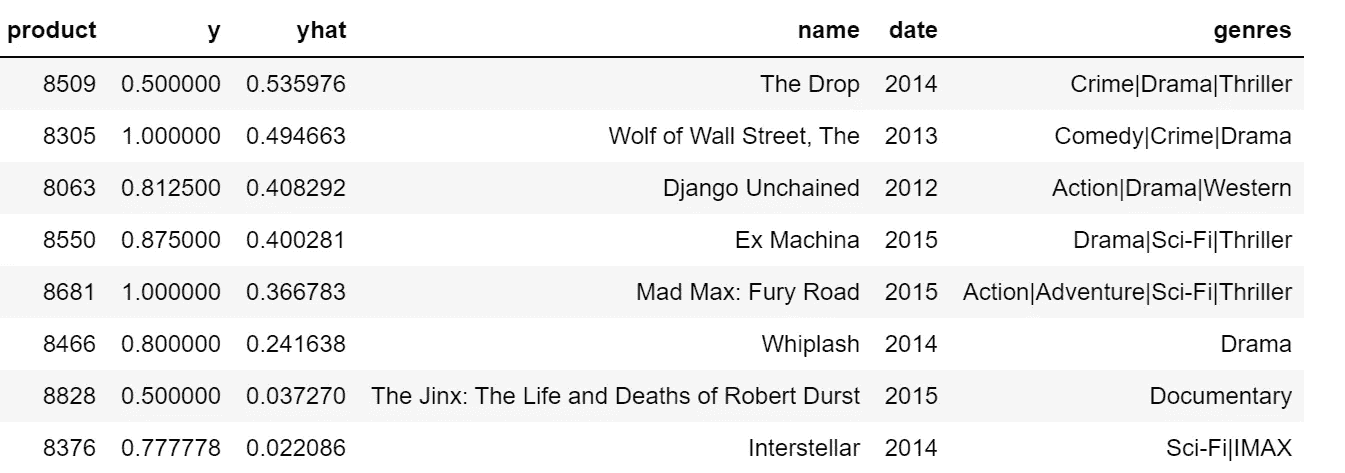 product y yhat name date genres
8509 0.500000 0.535976 The Drop 2014 Crime|Drama|Thriller
8305 1.000000 0.494663 Wolf of Wall Street, The 2013 Comedy|Crime|Drama
8063 0.812500 0.408292 Django Unchained 2012 Action|Drama|Western
8550 0.875000 0.400281 Ex Machina 2015 Drama|Sci-Fi|Thriller
8681 1.000000 0.366783 Mad Max: Fury Road 2015 Action|Adventure|Sci-Fi|Thriller
8466 0.800000 0.241638 Whiplash 2014 Drama
8828 0.500000 0.037270 The Jinx: The Life and Deaths of Robert Durst 2015 Documentary
8376 0.777778 0.022086 Interstellar 2014 Sci-Fi|IMAX